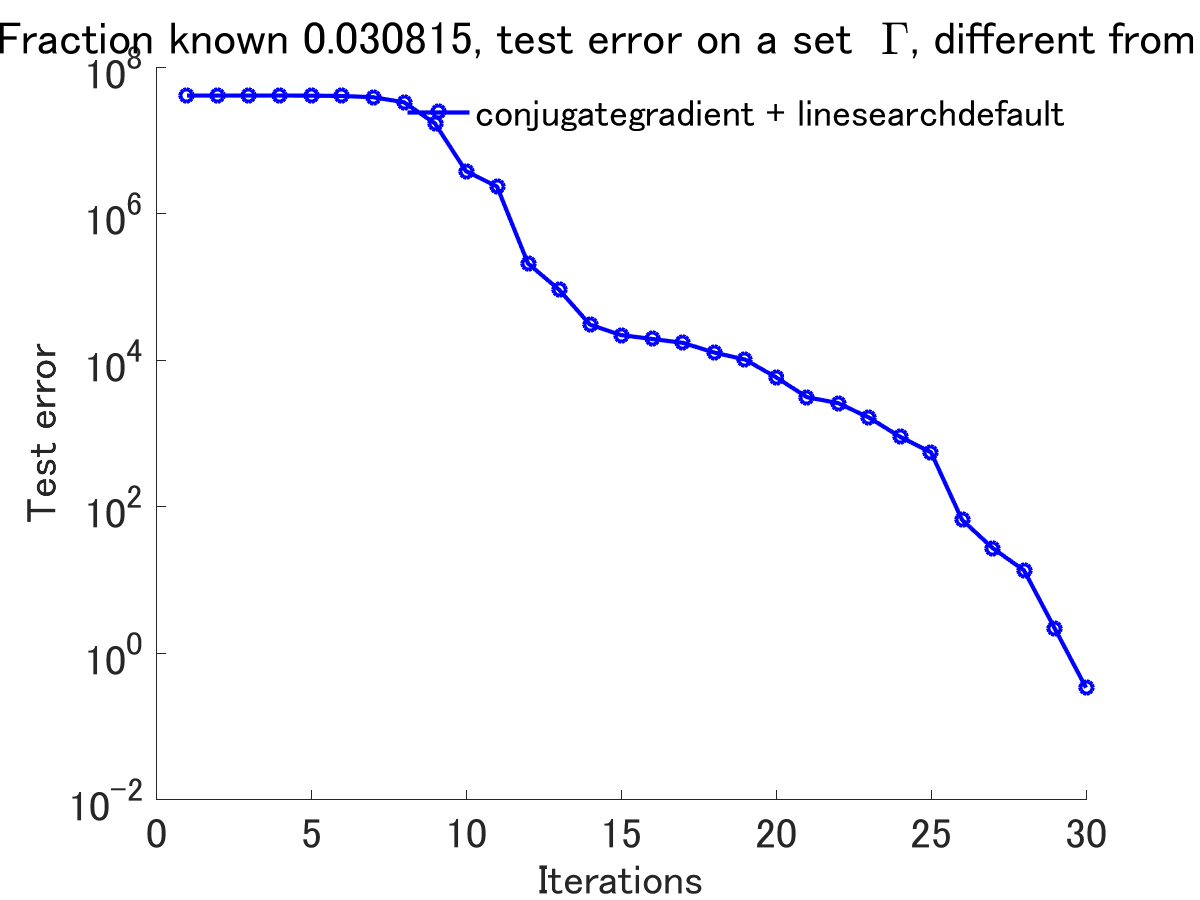 Fraction known 0.030815, test error on a set Γ, different from
10^8
conjugategradient + linesearchdefault
10^6
10^4
10^2
10^0
10^-2
Test error
0 5 10 15 20 25 30
Iterations